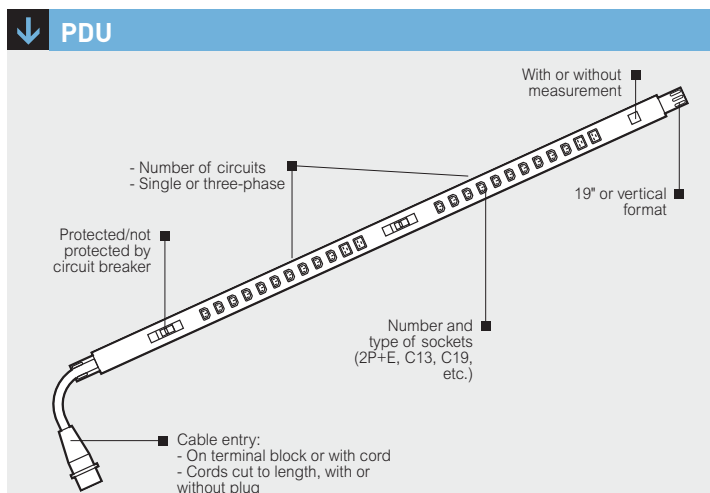 PDU
With or without
measurement
- Number of circuits
- Single or three-phase
19" or vertical
format
Protected/not
protected by
circuit breaker
Number and
type of sockets
(2P+E, C13, C19,
etc.)
Cable entry:
- On terminal block or with cord
- Cords cut to length, with or
without plug